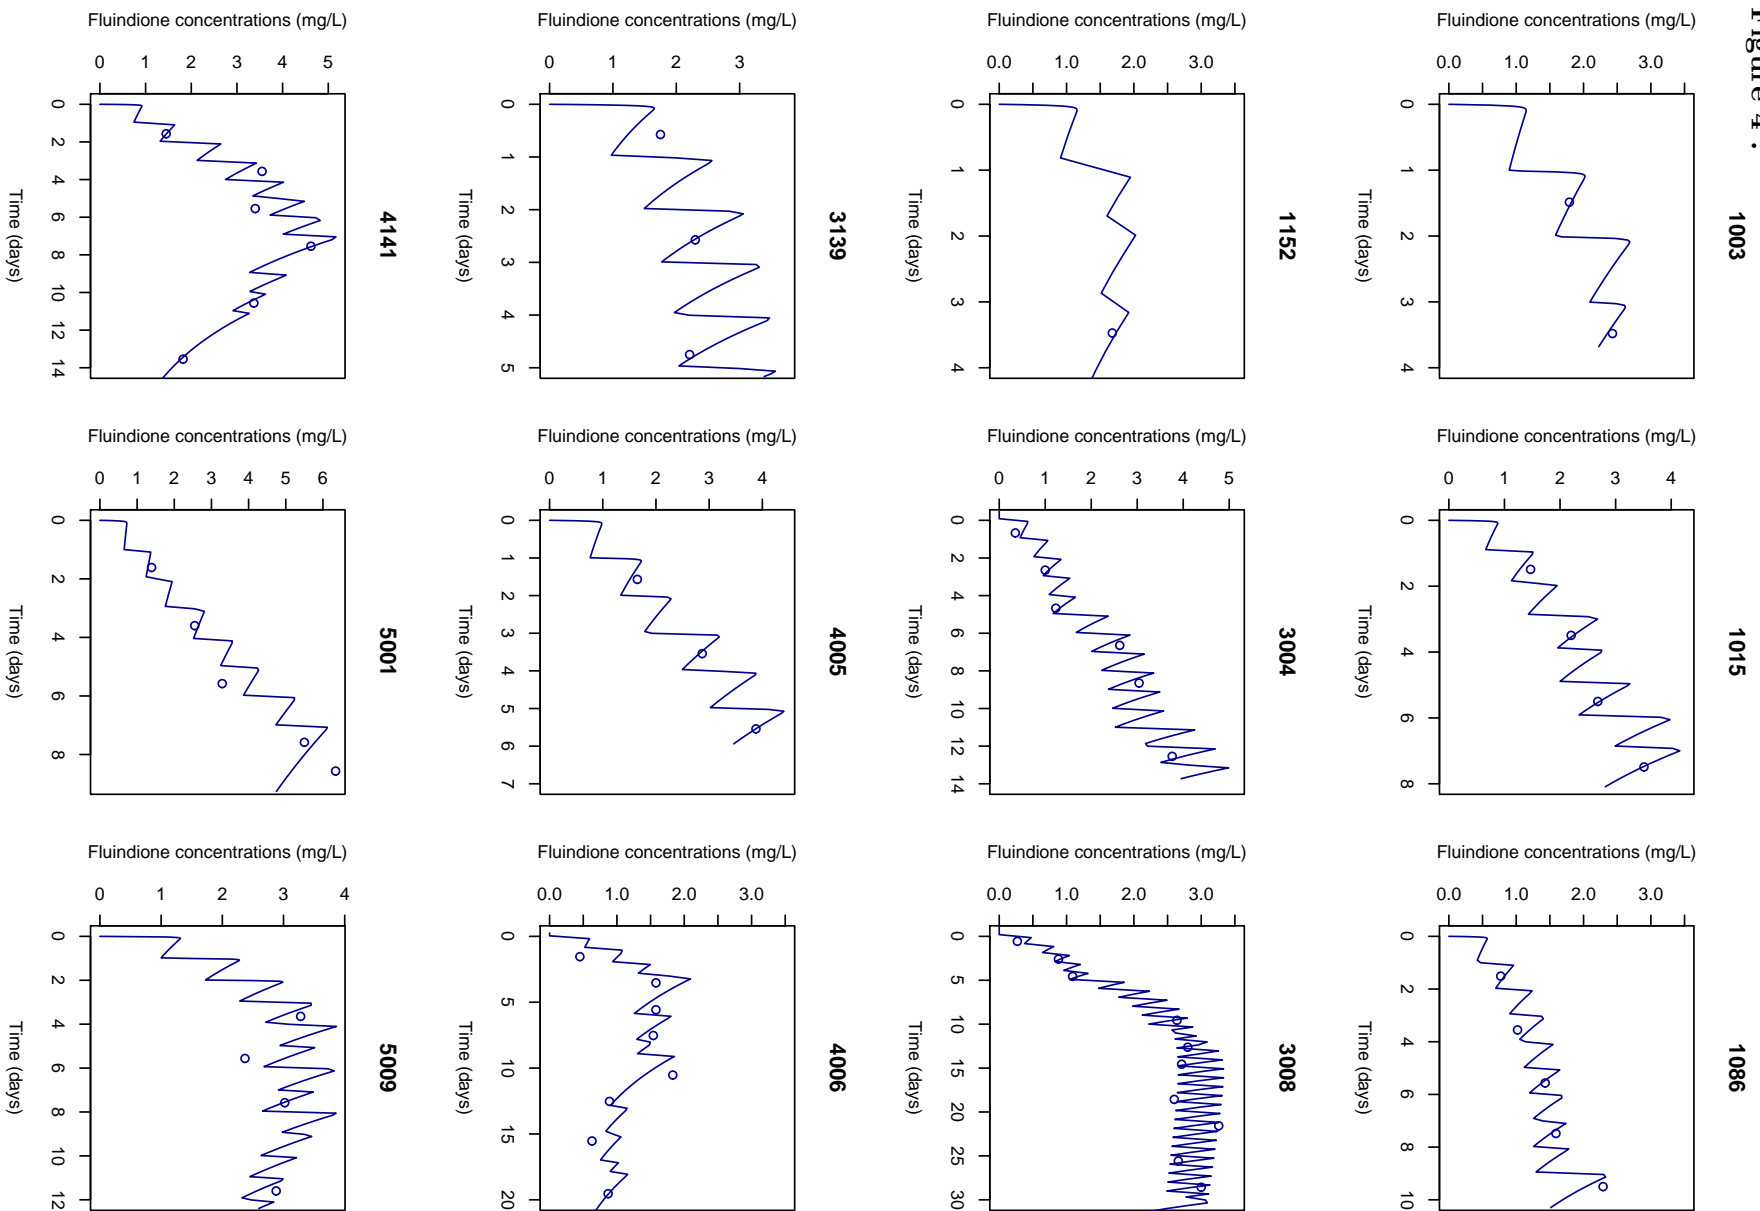 Figure 4 :
1003
Fluindione concentrations (mg/L)
0.0 1.0 2.0 3.0
0 1 2 3 4
Time (days)
1015
Fluindione concentrations (mg/L)
0 1 2 3 4
0 2 4 6 8
Time (days)
1086
Fluindione concentrations (mg/L)
0.0 1.0 2.0 3.0
0 2 4 6 8 10
Time (days)
1152
Fluindione concentrations (mg/L)
0.0 1.0 2.0 3.0
0 1 2 3 4
Time (days)
3004
Fluindione concentrations (mg/L)
0 1 2 3 4 5
0 2 4 6 8 10 12 14
Time (days)
3008
Fluindione concentrations (mg/L)
0.0 1.0 2.0 3.0
0 5 10 15 20 25 30
Time (days)
3139
Fluindione concentrations (mg/L)
0 1 2 3
0 1 2 3 4 5
Time (days)
4005
Fluindione concentrations (mg/L)
0 1 2 3 4
0 1 2 3 4 5 6 7
Time (days)
4006
Fluindione concentrations (mg/L)
0.0 1.0 2.0 3.0
0 5 10 15 20
Time (days)
4141
Fluindione concentrations (mg/L)
0 1 2 3 4 5
0 2 4 6 8 10 12 14
Time (days)
5001
Fluindione concentrations (mg/L)
0 1 2 3 4 5 6
0 2 4 6 8
Time (days)
5009
Fluindione concentrations (mg/L)
0 1 2 3 4
0 2 4 6 8 10 12
Time (days)